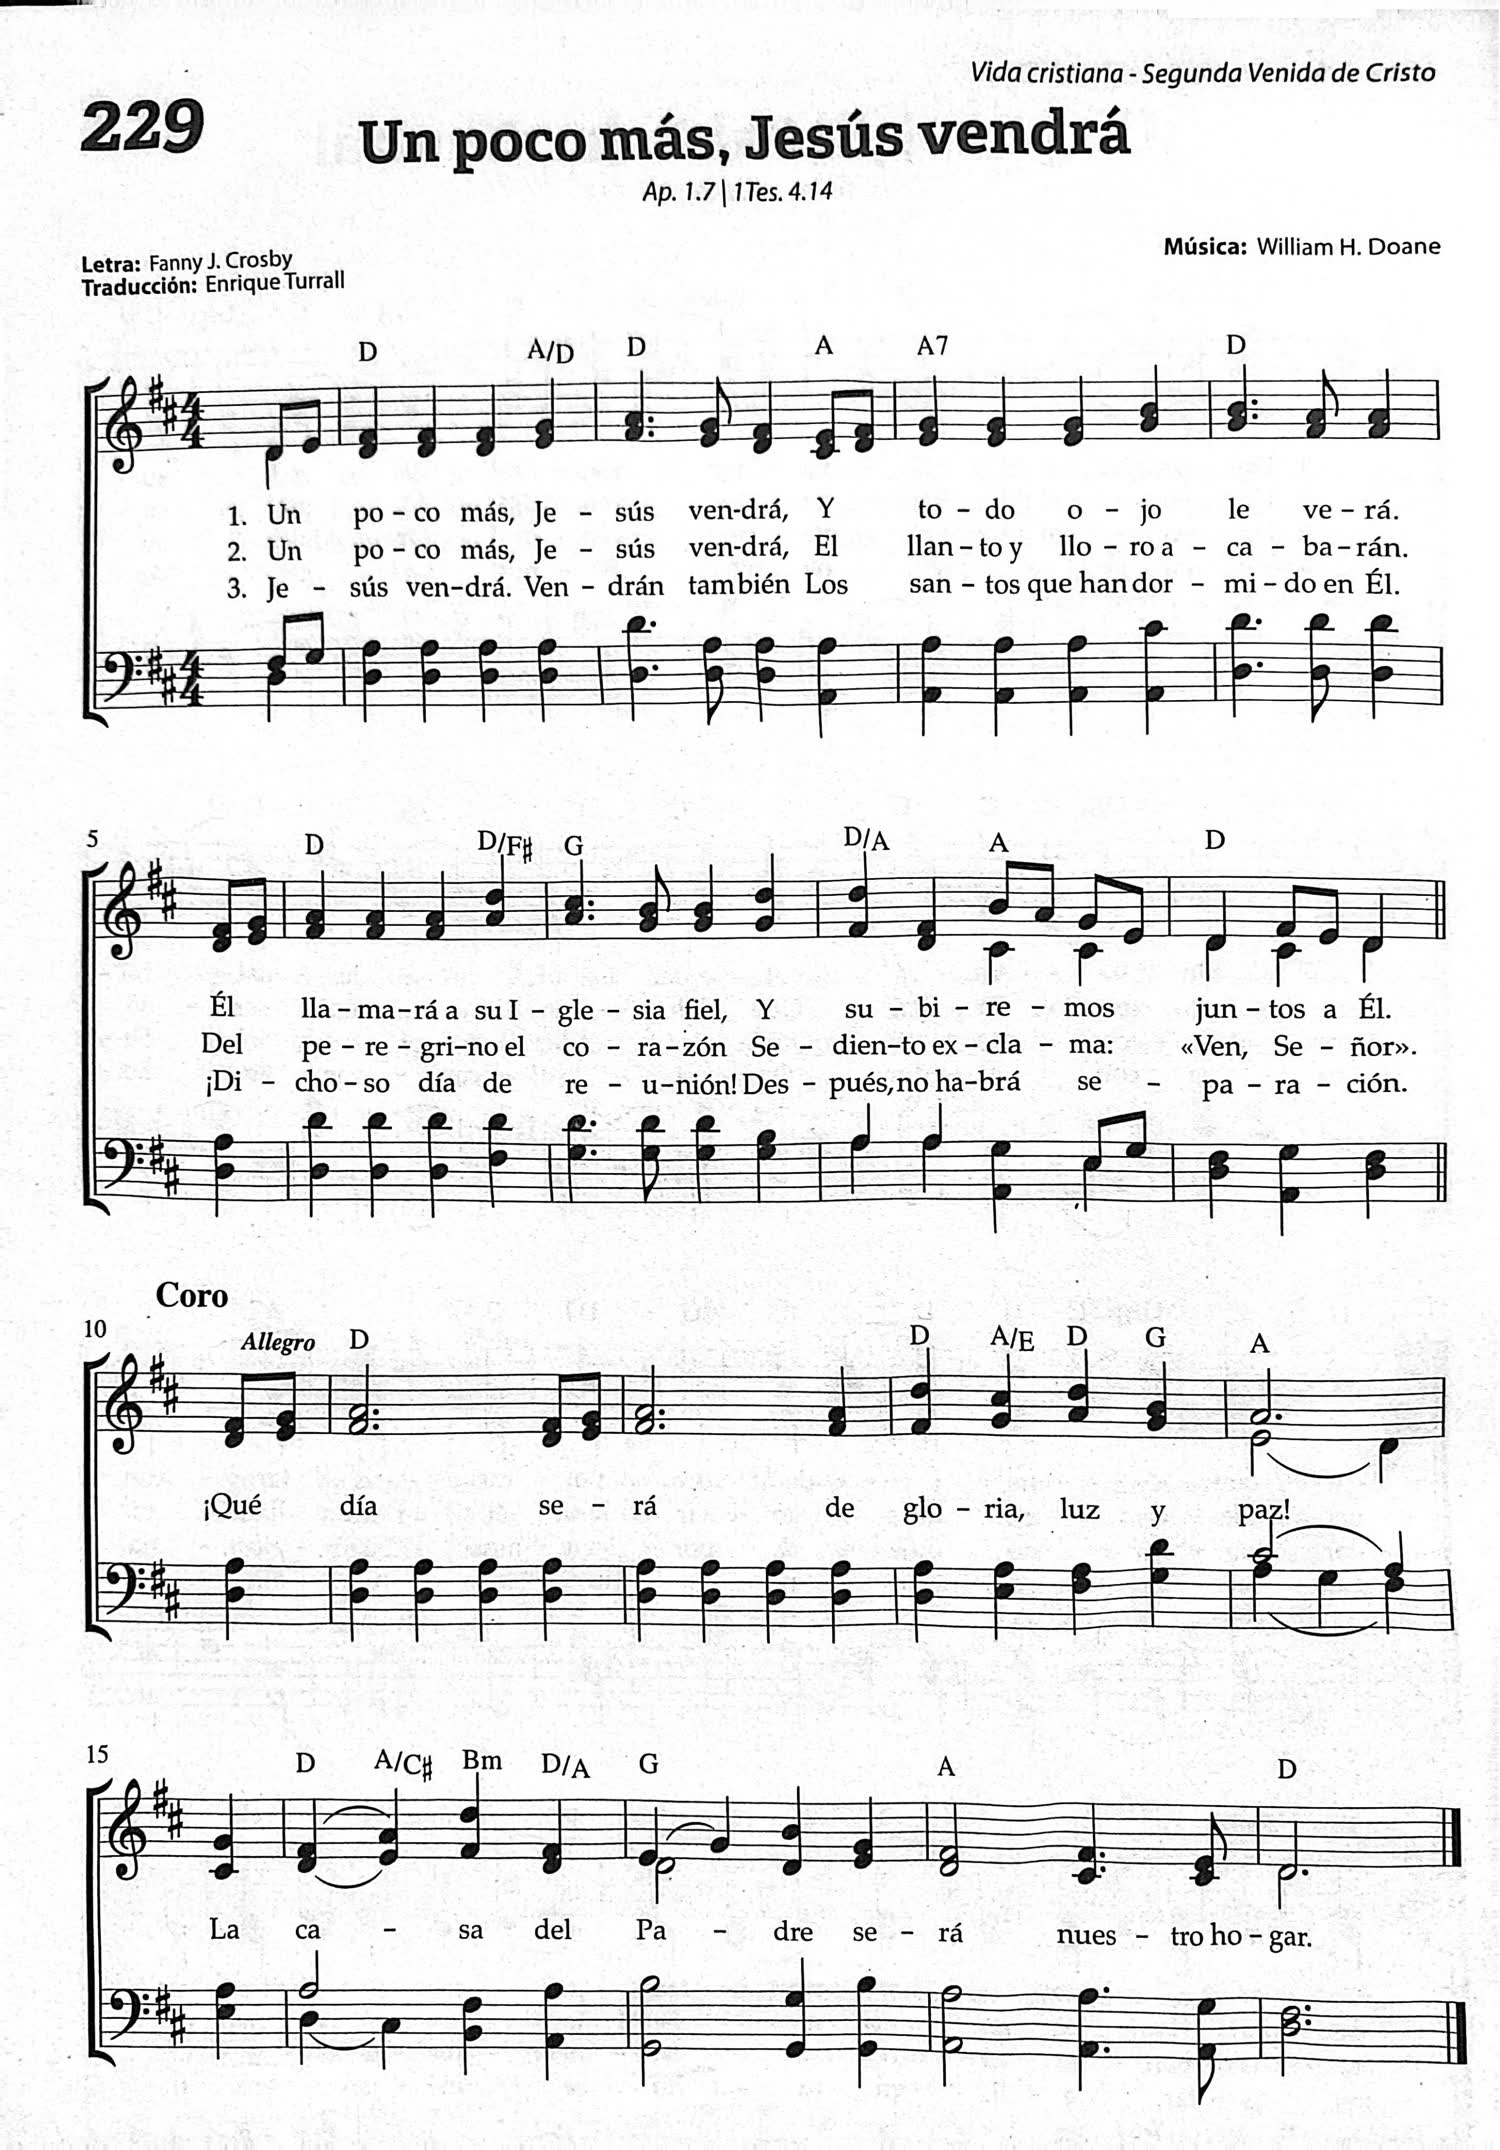 Vida cristiana - Segunda Venida de Cristo
229
Un poco más, Jesús vendrá
Ap. 1.7 | 1Tes. 4.14
Letra: Fanny J. Crosby
Traducción: Enrique Turrall
Música: William H. Doane
D A/D D A A7 D
1. Un po – co más, Je – sús ven-drá, Y to – do o – jo le ve – rá.
2. Un po – co más, Je – sús ven-drá, El llan – to y llo – ro a – ca – ba – rán.
3. Je – sús ven–drá. Ven – drán también Los san – tos que han dor – mi – do en Él.
5
D D/F♯ G D/A A D
Él lla – ma – rá a su I – gle – sia fiel, Y su – bi – re – mos jun – tos a Él.
Del pe – re – gri – no el co – ra – zón Se – dien–to ex – cla – ma: «Ven, Se – ñor».
¡Di – cho – so día de re – u – nión! Des – pués, no ha – brá se – pa – ra – ción.
Coro
10
Allegro D D A/E D G A
¡Qué día se – rá de glo – ria, luz y paz!
15
D A/C♯ Bm D/A G A D
La ca – sa del Pa – dre se – rá nues – tro ho – gar.